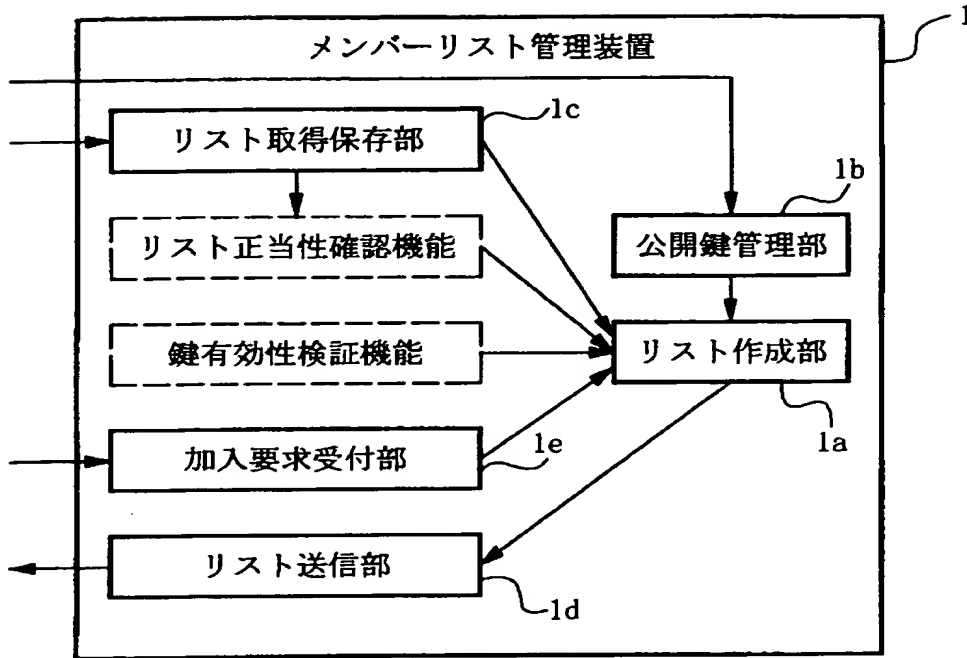 1
メンバーリスト管理装置
1c
リスト取得保存部
1b
リスト正当性確認機能
公開鍵管理部
鍵有効性検証機能
リスト作成部
1a
加入要求受付部
1e
リスト送信部
1d